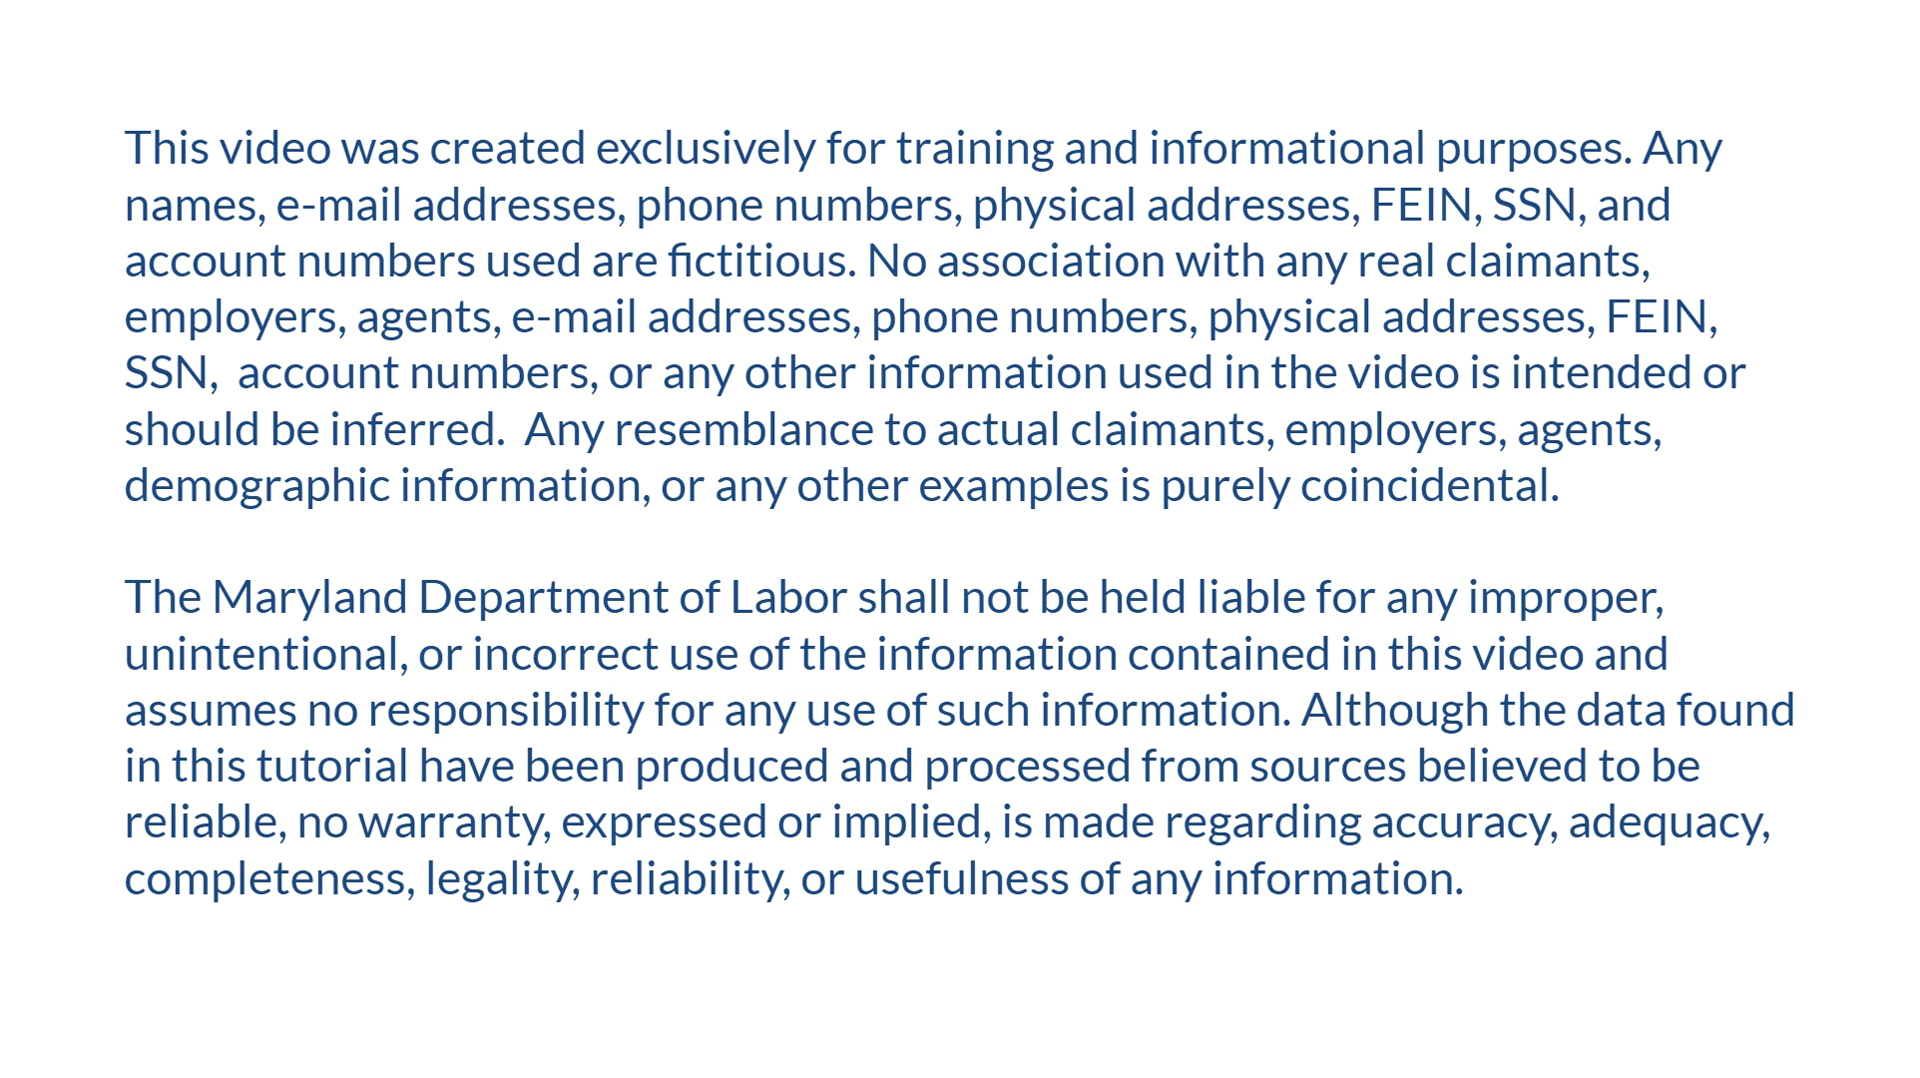 This video was created exclusively for training and informational purposes. Any
names, e-mail addresses, phone numbers, physical addresses, FEIN, SSN, and
account numbers used are fictitious. No association with any real claimants,
employers, agents, e-mail addresses, phone numbers, physical addresses, FEIN,
SSN,  account numbers, or any other information used in the video is intended or
should be inferred.  Any resemblance to actual claimants, employers, agents,
demographic information, or any other examples is purely coincidental.
The Maryland Department of Labor shall not be held liable for any improper,
unintentional, or incorrect use of the information contained in this video and
assumes no responsibility for any use of such information. Although the data found
in this tutorial have been produced and processed from sources believed to be
reliable, no warranty, expressed or implied, is made regarding accuracy, adequacy,
completeness, legality, reliability, or usefulness of any information.